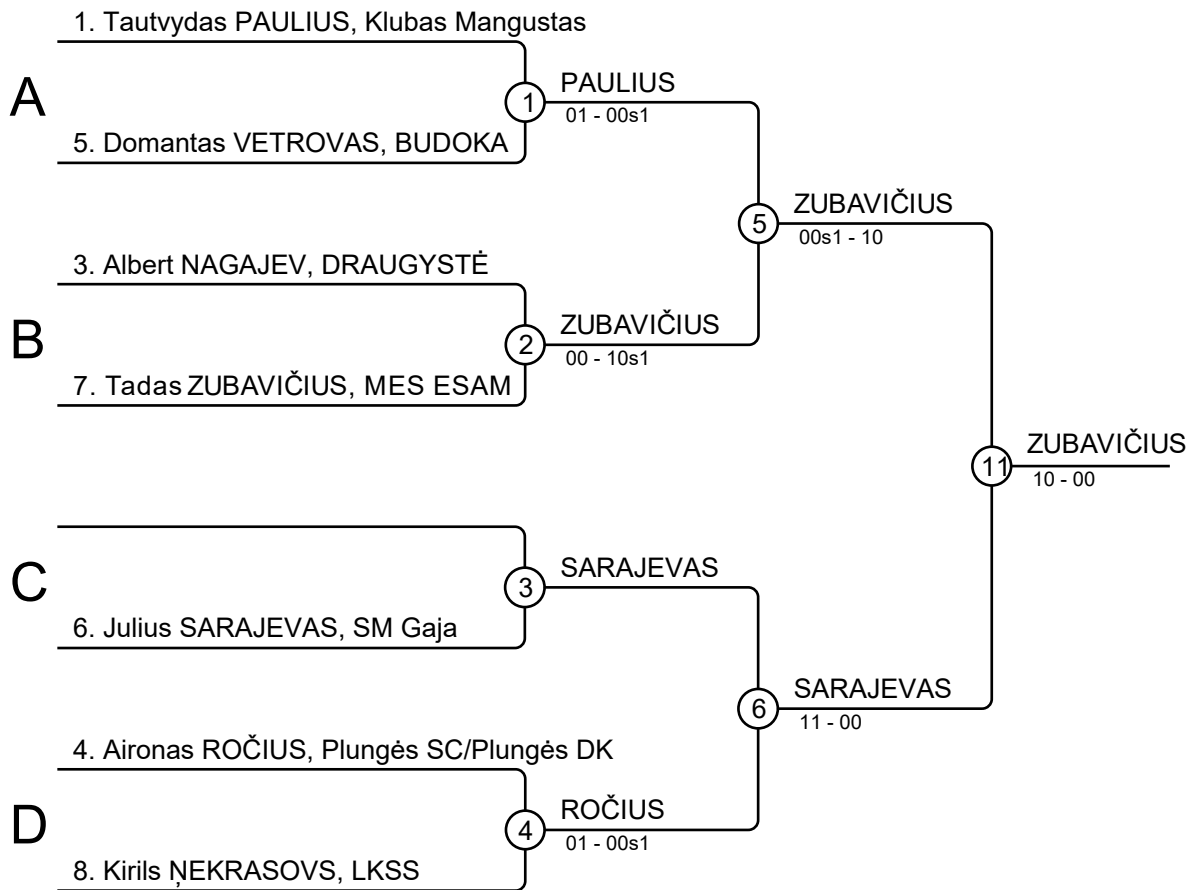 1. Tautvydas PAULIUS, Klubas Mangustas
A
1
PAULIUS
01 - 00s1
5. Domantas VETROVAS, BUDOKA
5
ZUBAVIČIUS
00s1 - 10
3. Albert NAGAJEV, DRAUGYSTĖ
B
2
ZUBAVIČIUS
00 - 10s1
7. Tadas ZUBAVIČIUS, MES ESAM
11
ZUBAVIČIUS
10 - 00
C
3
SARAJEVAS
6. Julius SARAJEVAS, SM Gaja
6
SARAJEVAS
11 - 00
4. Aironas ROČIUS, Plungės SC/Plungės DK
D
4
ROČIUS
01 - 00s1
8. Kirils ŅEKRASOVS, LKSS